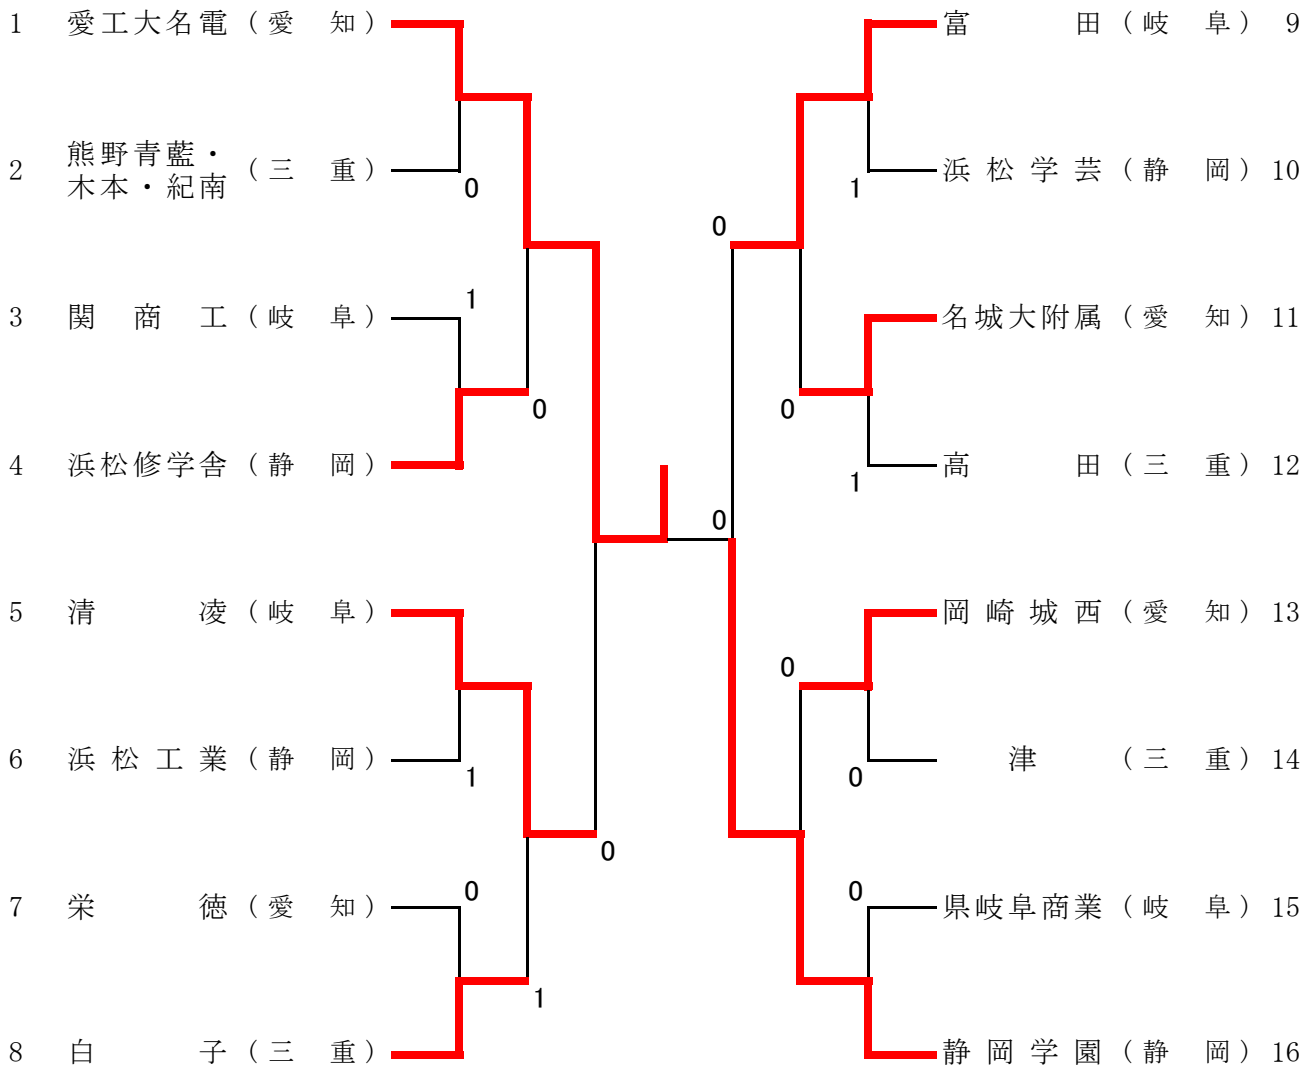 1 愛工大名電 (愛 知)
2 熊野青藍・
木本・紀南 (三 重)
0
3 関 商 工 (岐 阜)
1
0
4 浜松修学舎 (静 岡)
5 清 凌 (岐 阜)
6 浜松工業 (静 岡)
1
0
7 栄 徳 (愛 知)
0
1
8 白 子 (三 重)
富 田 (岐 阜) 9
浜松学芸 (静 岡) 10
1
0
名城大附属 (愛 知) 11
0
高 田 (三 重) 12
1
0
岡崎城西 (愛 知) 13
0
津 (三 重) 14
0
県岐阜商業 (岐 阜) 15
0
静岡学園 (静 岡) 16